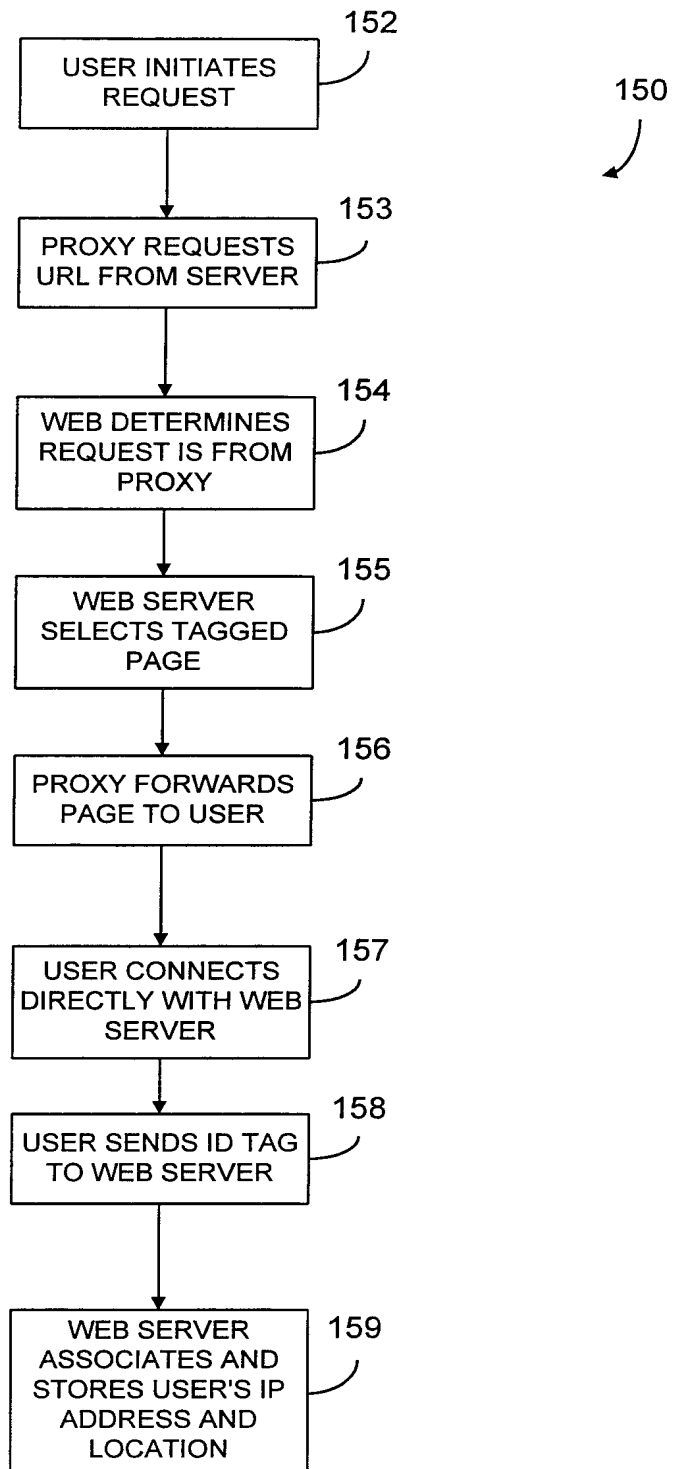 152
USER INITIATES
REQUEST
150
153
PROXY REQUESTS
URL FROM SERVER
154
WEB DETERMINES
REQUEST IS FROM
PROXY
155
WEB SERVER
SELECTS TAGGED
PAGE
156
PROXY FORWARDS
PAGE TO USER
157
USER CONNECTS
DIRECTLY WITH WEB
SERVER
158
USER SENDS ID TAG
TO WEB SERVER
159
WEB SERVER
ASSOCIATES AND
STORES USER'S IP
ADDRESS AND
LOCATION